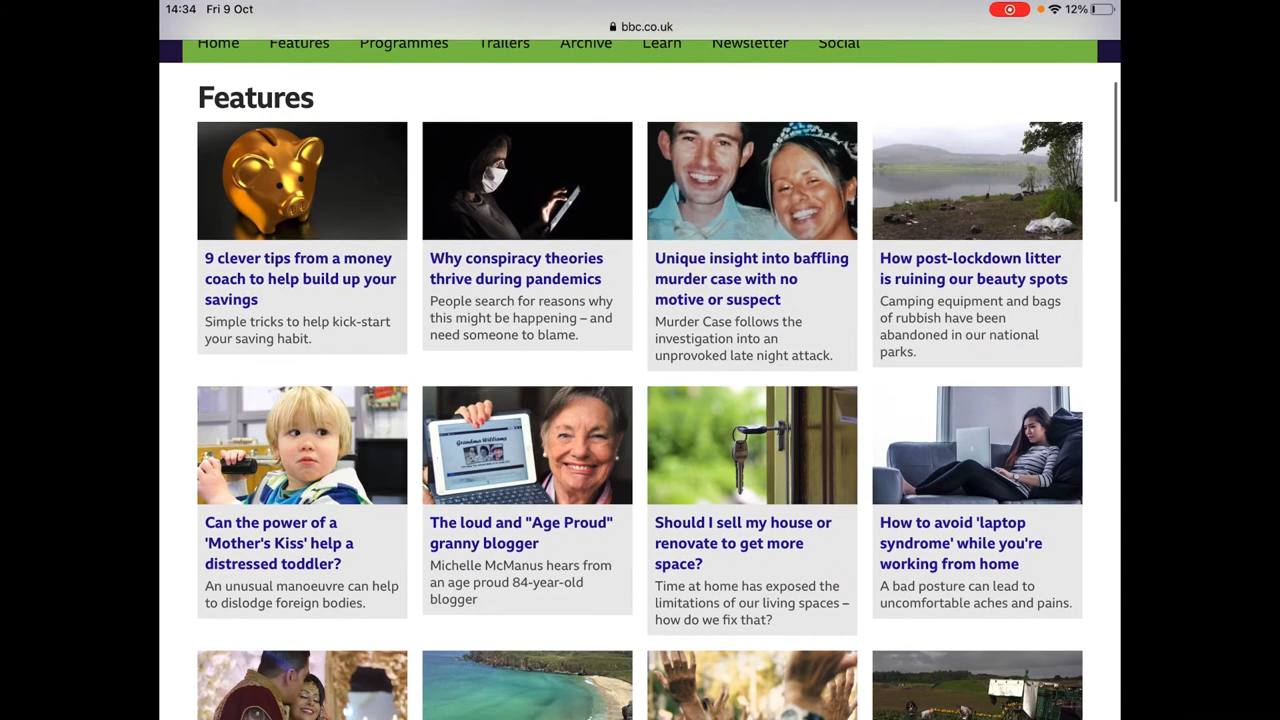 14:34 Fri 9 Oct
12%
bbc.co.uk
Home Features Programmes Trailers Archive Learn Newsletter Social
Features
9 clever tips from a money
coach to help build up your
savings
Simple tricks to help kick-start
your saving habit.
Why conspiracy theories
thrive during pandemics
People search for reasons why
this might be happening – and
need someone to blame.
Unique insight into baffling
murder case with no
motive or suspect
Murder Case follows the
investigation into an
unprovoked late night attack.
How post-lockdown litter
is ruining our beauty spots
Camping equipment and bags
of rubbish have been
abandoned in our national
parks.
Grandma Williams
Can the power of a
'Mother's Kiss' help a
distressed toddler?
An unusual manoeuvre can help
to dislodge foreign bodies.
The loud and "Age Proud"
granny blogger
Michelle McManus hears from
an age proud 84-year-old
blogger
Should I sell my house or
renovate to get more
space?
Time at home has exposed the
limitations of our living spaces –
how do we fix that?
How to avoid 'laptop
syndrome' while you're
working from home
A bad posture can lead to
uncomfortable aches and pains.